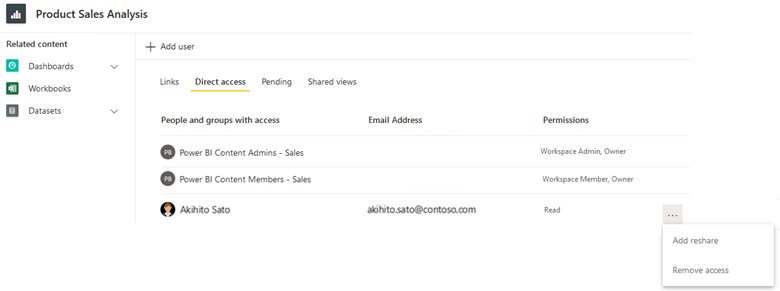 Product Sales Analysis
Related content
Dashboards
Workbooks
Datasets
Add user
Links Direct access Pending Shared views
People and groups with access Email Address Permissions
PB Power BI Content Admins - Sales Workspace Admin, Owner
PB Power BI Content Members - Sales Workspace Member, Owner
Akihito Sato akihito.sato@contoso.com Read ...
Add reshare
Remove access